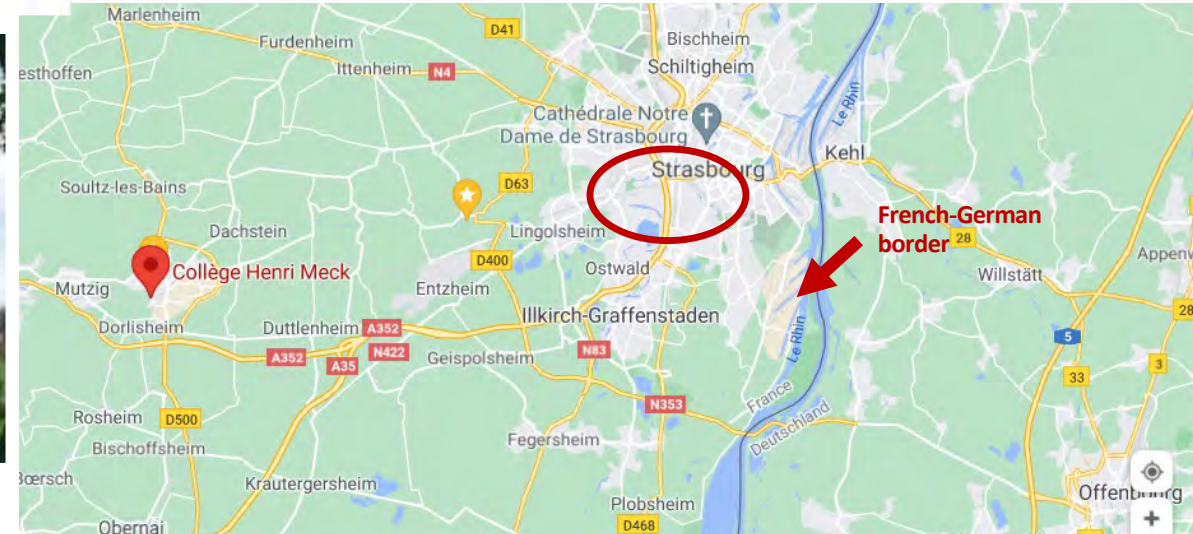 Marlenheim
D41
Bischheim
Furdenheim
Schiltigheim
esthoffen
Ittenheim
N4
Le Rhin
Cathédrale Notre
Dame de Strasbourg
Kehl
Strasbourg
Soultz-les-Bains
D63
French-German
border
28
Dachstein
Lingolsheim
Appenw
Collège Henri Meck
D400
Ostwald
Willstätt
Mutzig
Entzheim
28
Illkirch-Graffenstaden
Dorlisheim
Duttlenheim
A352
Le Rhin
5
A352
A35
N422
Geispolsheim
N83
3
33
N353
France
Deutschland
Rosheim
D500
Fegersheim
Bischoffsheim
Bœrsch
Krautergersheim
Offenbourg
Plobsheim
Obernai
D468